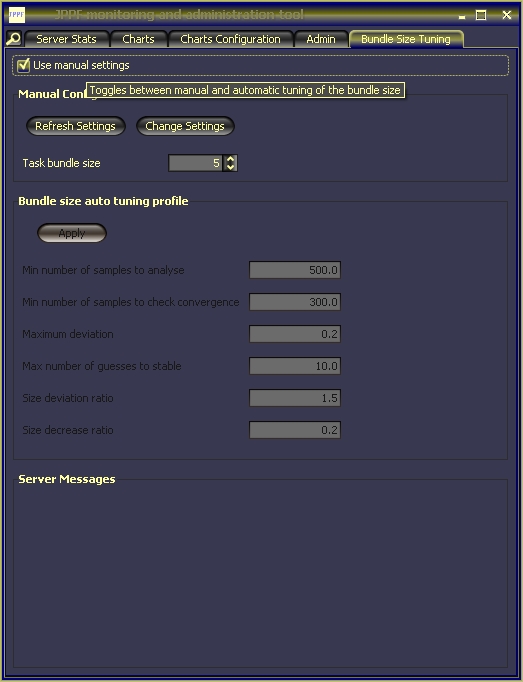 JPPF JPPF-monitoring-and-administration-tool
Server Stats Charts Charts Configuration Admin Bundle Size Tuning
Use manual settings
Toggles between manual and automatic tuning of the bundle size
Manual Config
Refresh Settings Change Settings
Task bundle size 5
Bundle size auto tuning profile
Apply
Min number of samples to analyse 500.0
Min number of samples to check convergence 300.0
Maximum deviation 0.2
Max number of guesses to stable 10.0
Size deviation ratio 1.5
Size decrease ratio 0.2
Server Messages